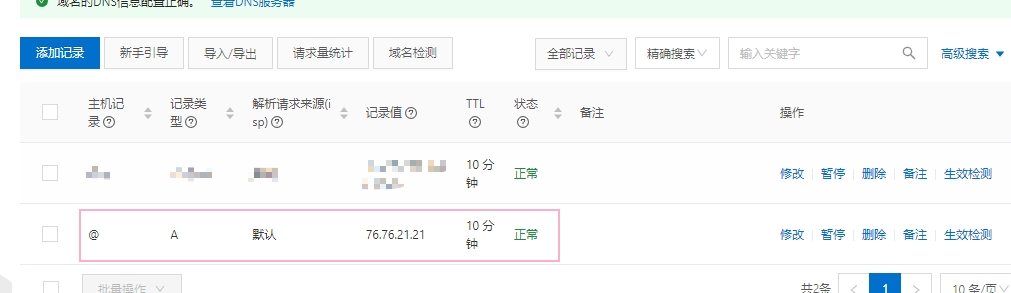 域名的DNS信息配置正确。 查看DNS服务器
添加记录 新手引导 导入/导出 请求量统计 域名检测 全部记录 精确搜索 输入关键字 高级搜索
主机记 记录类 解析请求来源(i 记录值 TTL 状态 备注 操作
录 型 sp)
10 分 正常 修改 暂停 删除 备注 生效检测
钟
@ A 默认 76.76.21.21 10 分 正常 修改 暂停 删除 备注 生效检测
钟
批量操作 共2条 < 1 > 10 条/页